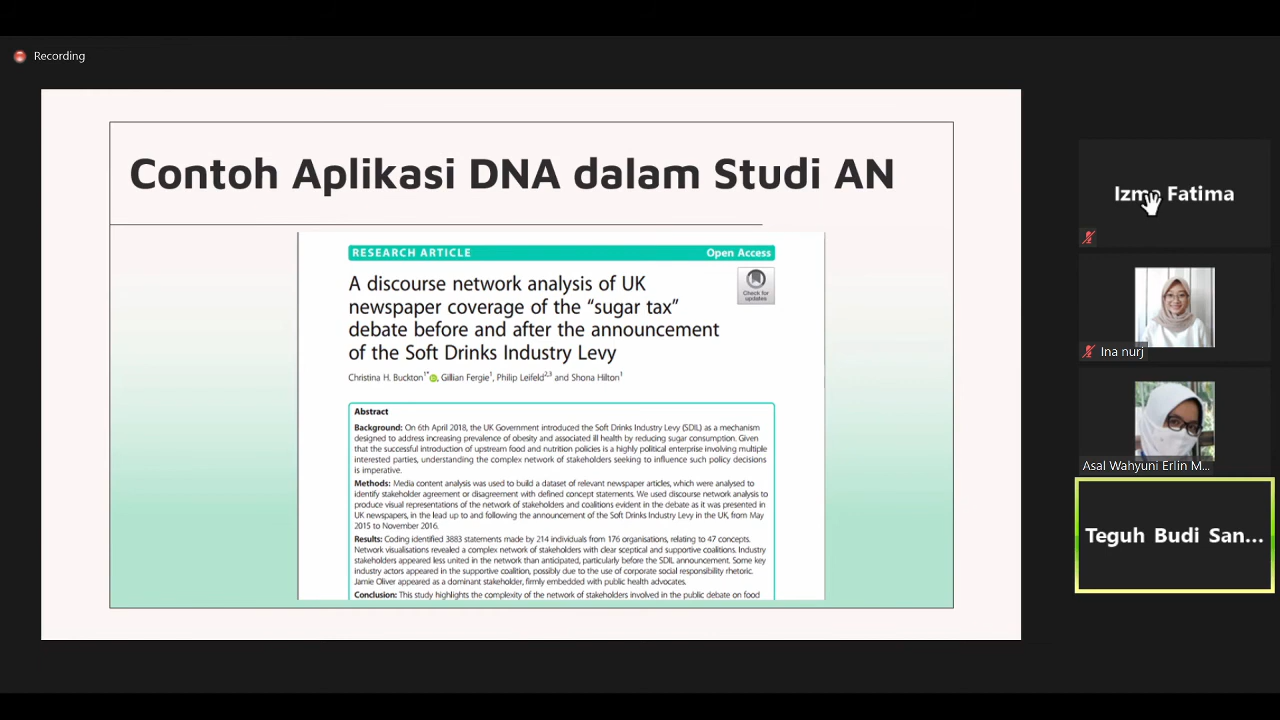 Recording
Contoh Aplikasi DNA dalam Studi AN
RESEARCH ARTICLE Open Access
Check for
updates
A discourse network analysis of UK
newspaper coverage of the “sugar tax”
debate before and after the announcement
of the Soft Drinks Industry Levy
Christina H. Buckton1*, Gillian Fergie1, Philip Leifeld2,3 and Shona Hilton1
Abstract
Background: On 6th April 2018, the UK Government introduced the Soft Drinks Industry Levy (SDIL) as a mechanism
designed to address increasing prevalence of obesity and associated ill health by reducing sugar consumption. Given
that the successful introduction of upstream food and nutrition policies is a highly political enterprise involving multiple
interested parties, understanding the complex network of stakeholders seeking to influence such policy decisions
is imperative.
Methods: Media content analysis was used to build a dataset of relevant newspaper articles, which were analysed to
identify stakeholder agreement or disagreement with defined concept statements. We used discourse network analysis to
produce visual representations of the network of stakeholders and coalitions evident in the debate as it was presented in
UK newspapers, in the lead up to and following the announcement of the Soft Drinks Industry Levy in the UK, from May
2015 to November 2016.
Results: Coding identified 3883 statements made by 214 individuals from 176 organisations, relating to 47 concepts.
Network visualisations revealed a complex network of stakeholders with clear sceptical and supportive coalitions. Industry
stakeholders appeared less united in the network than anticipated, particularly before the SDIL announcement. Some key
industry actors appeared in the supportive coalition, possibly due to the use of corporate social responsibility rhetoric.
Jamie Oliver appeared as a dominant stakeholder, firmly embedded with public health advocates.
Conclusion: This study highlights the complexity of the network of stakeholders involved in the public debate on food
Fatima
Ina nurj
Asal Wahyuni Erlin M...
Teguh Budi San...